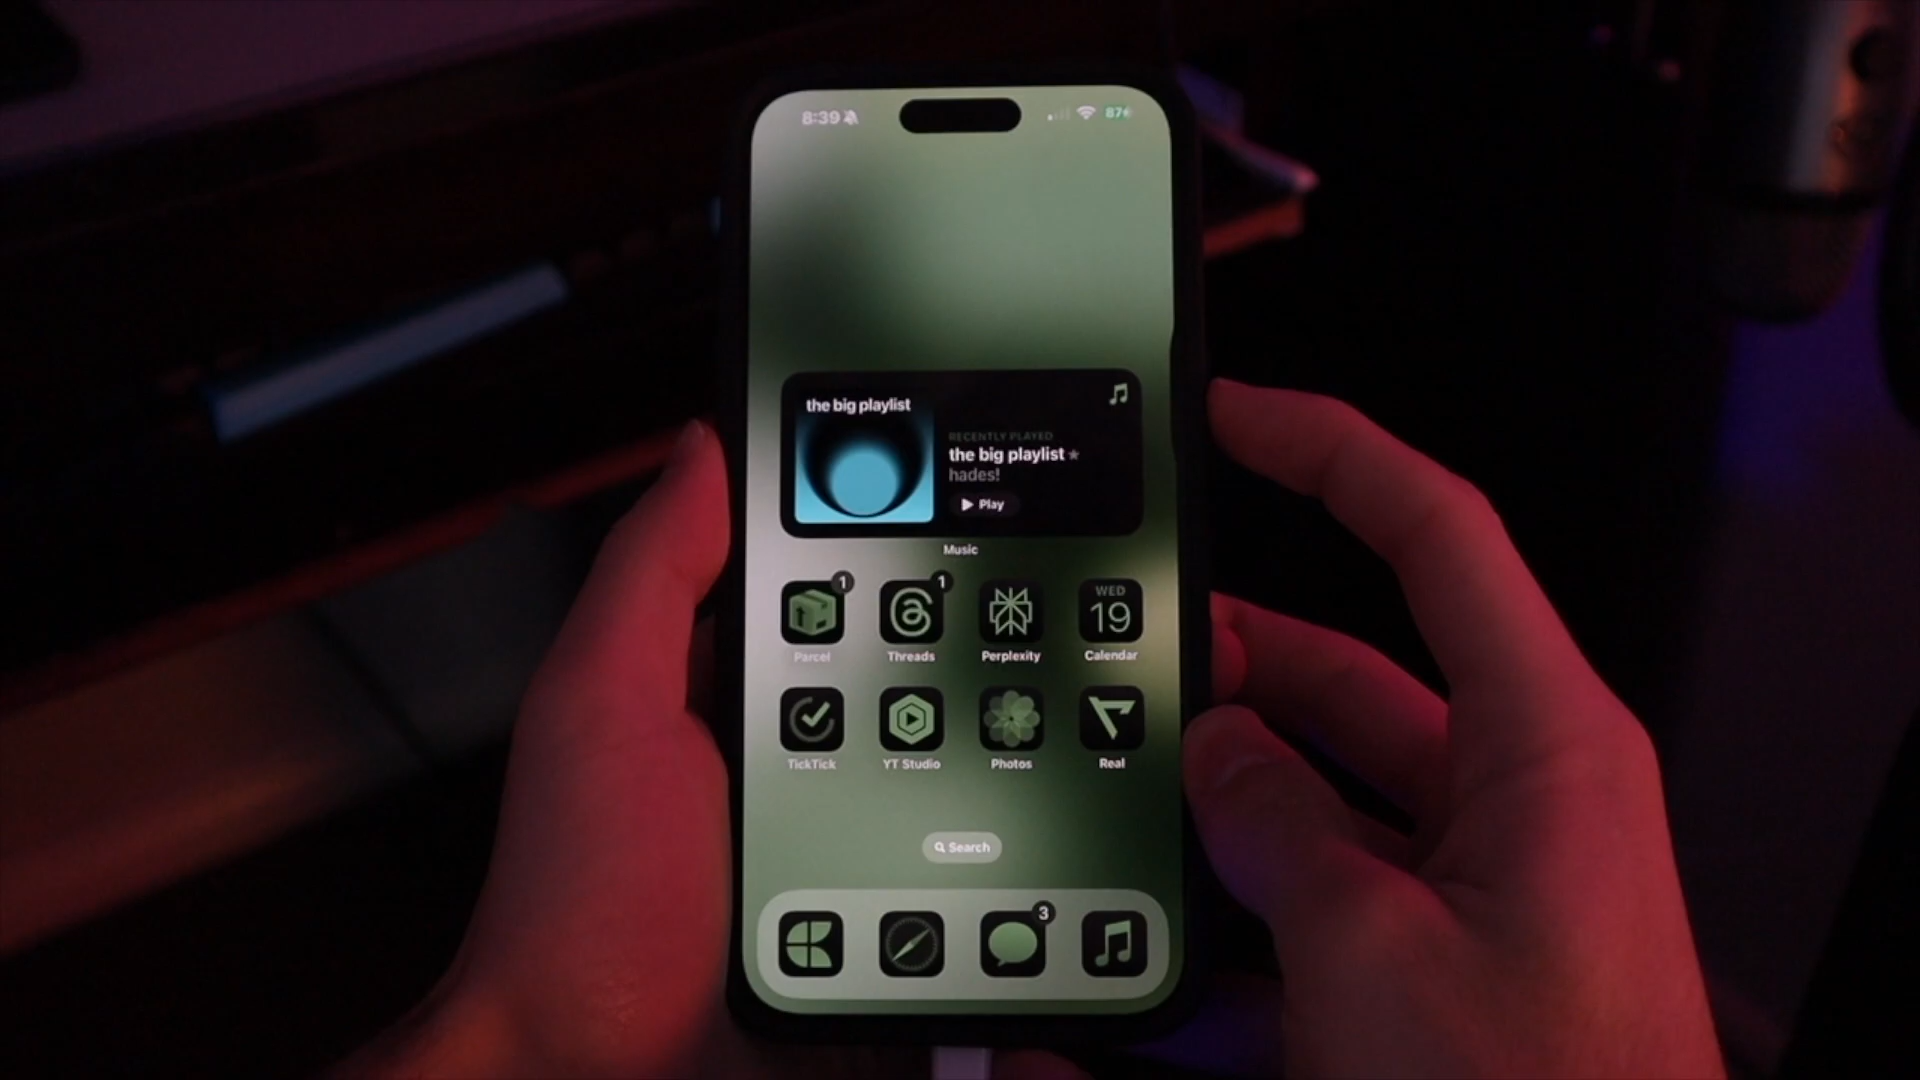 8:39
87
the big playlist
RECENTLY PLAYED
the big playlist ★
hades!
Play
Music
1
1
WED
19
Parcel
Threads
Perplexity
Calendar
TickTick
YT Studio
Photos
Real
Search
3